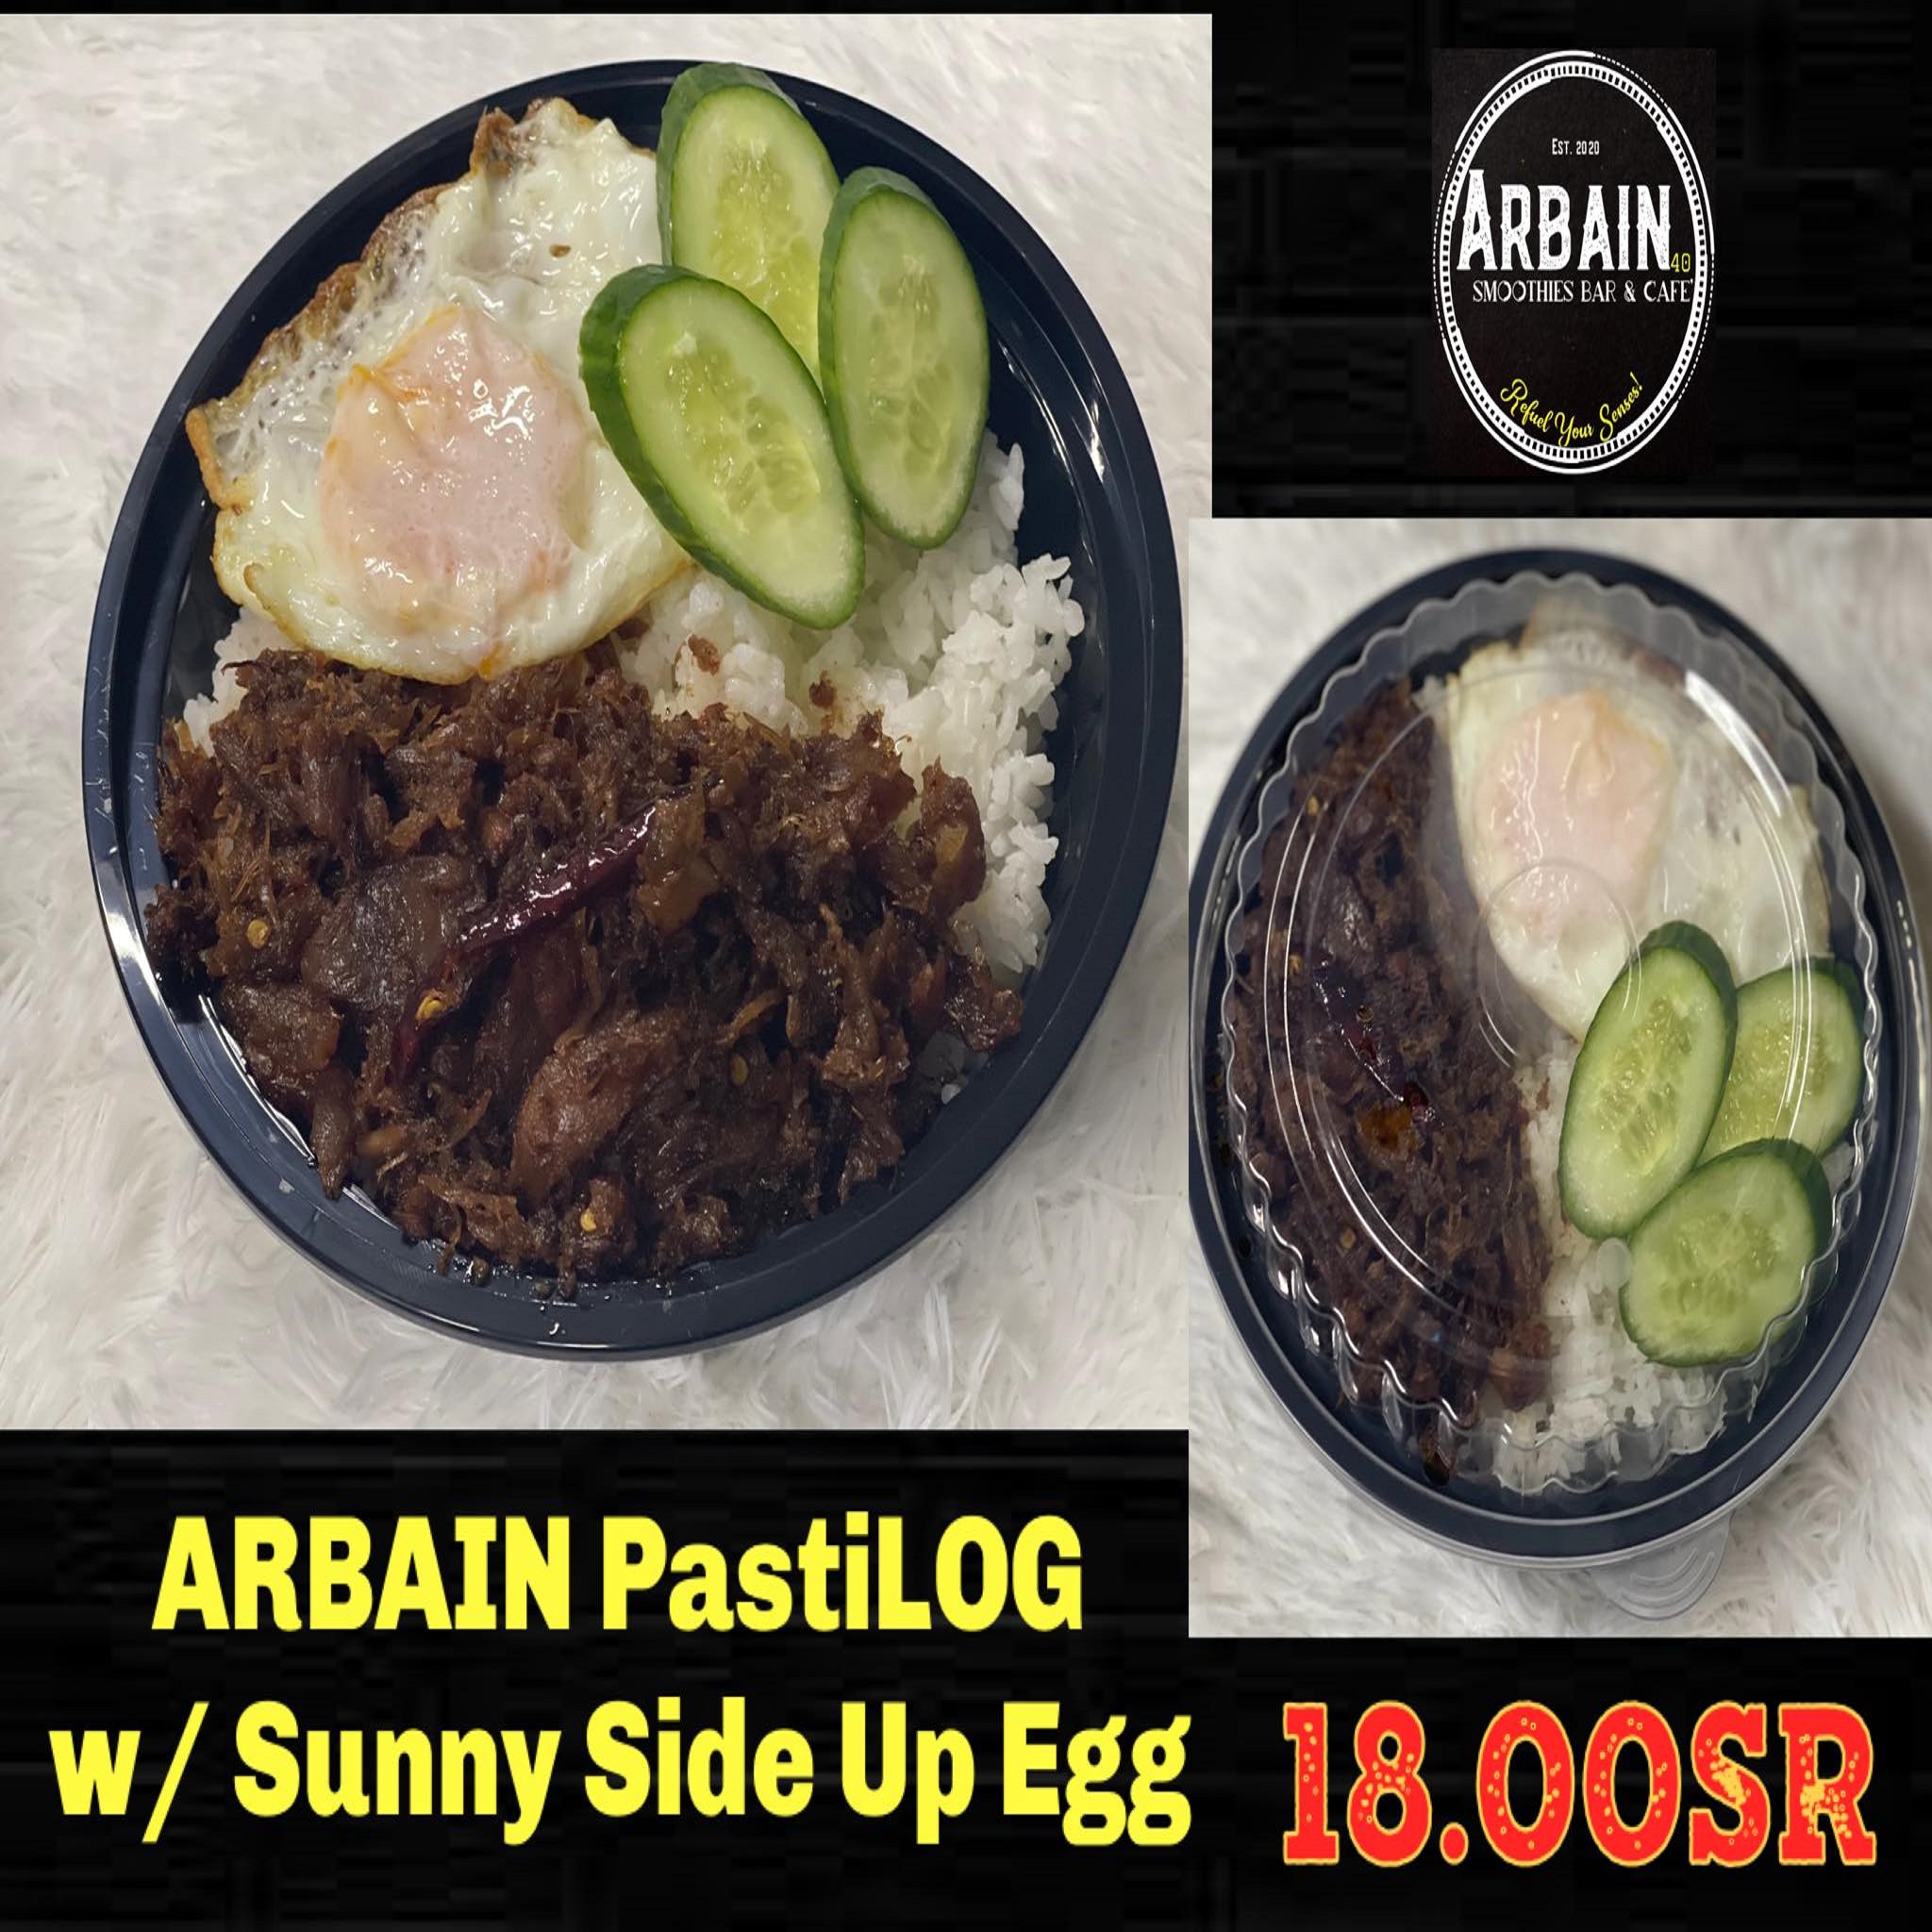 EST. 2020
ARBAIN 40
SMOOTHIES BAR & CAFE'
Refuel Your Senses!
ARBAIN PastiLOG
w/ Sunny Side Up Egg
18.00SR